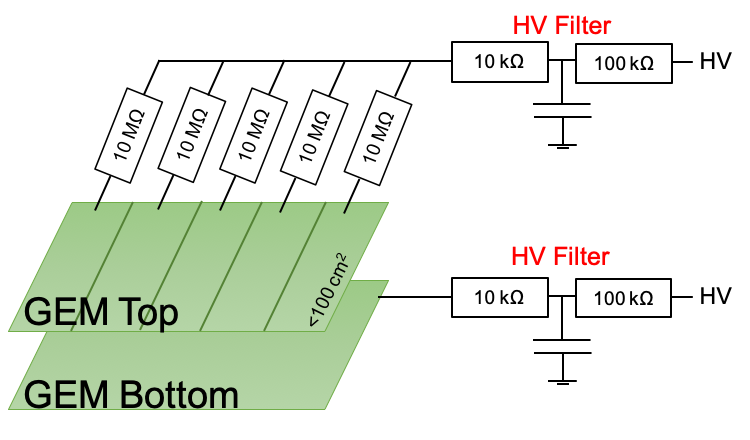 HV Filter
10 kΩ
100 kΩ
HV
10 MΩ
10 MΩ
10 MΩ
10 MΩ
10 MΩ
<100 cm²
GEM Top
HV Filter
10 kΩ
100 kΩ
HV
GEM Bottom